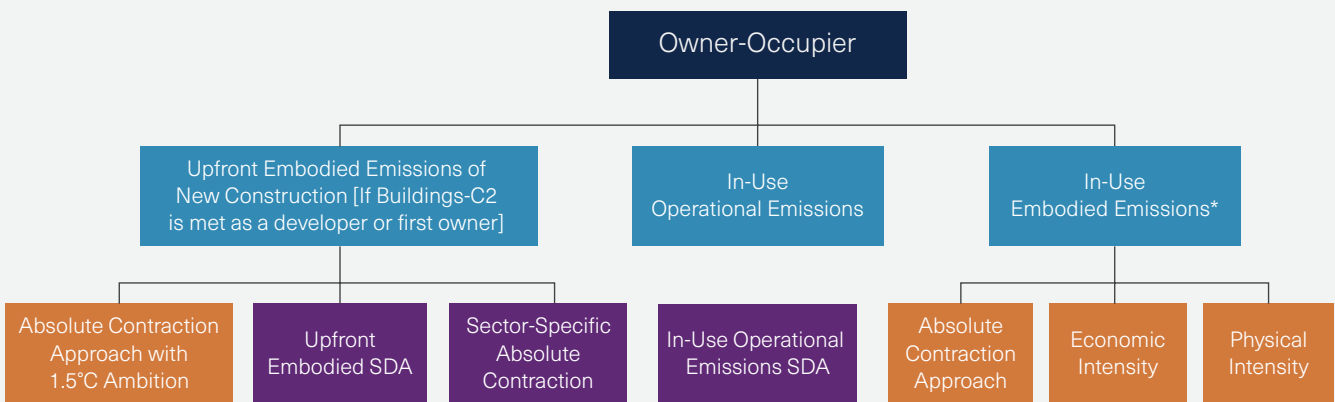 Owner-Occupier
Upfront Embodied Emissions of
New Construction [If Buildings-C2
is met as a developer or first owner]
In-Use
Operational Emissions
In-Use
Embodied Emissions*
Absolute Contraction
Approach with
1.5°C Ambition
Upfront
Embodied SDA
Sector-Specific
Absolute
Contraction
In-Use Operational
Emissions SDA
Absolute
Contraction
Approach
Economic
Intensity
Physical
Intensity